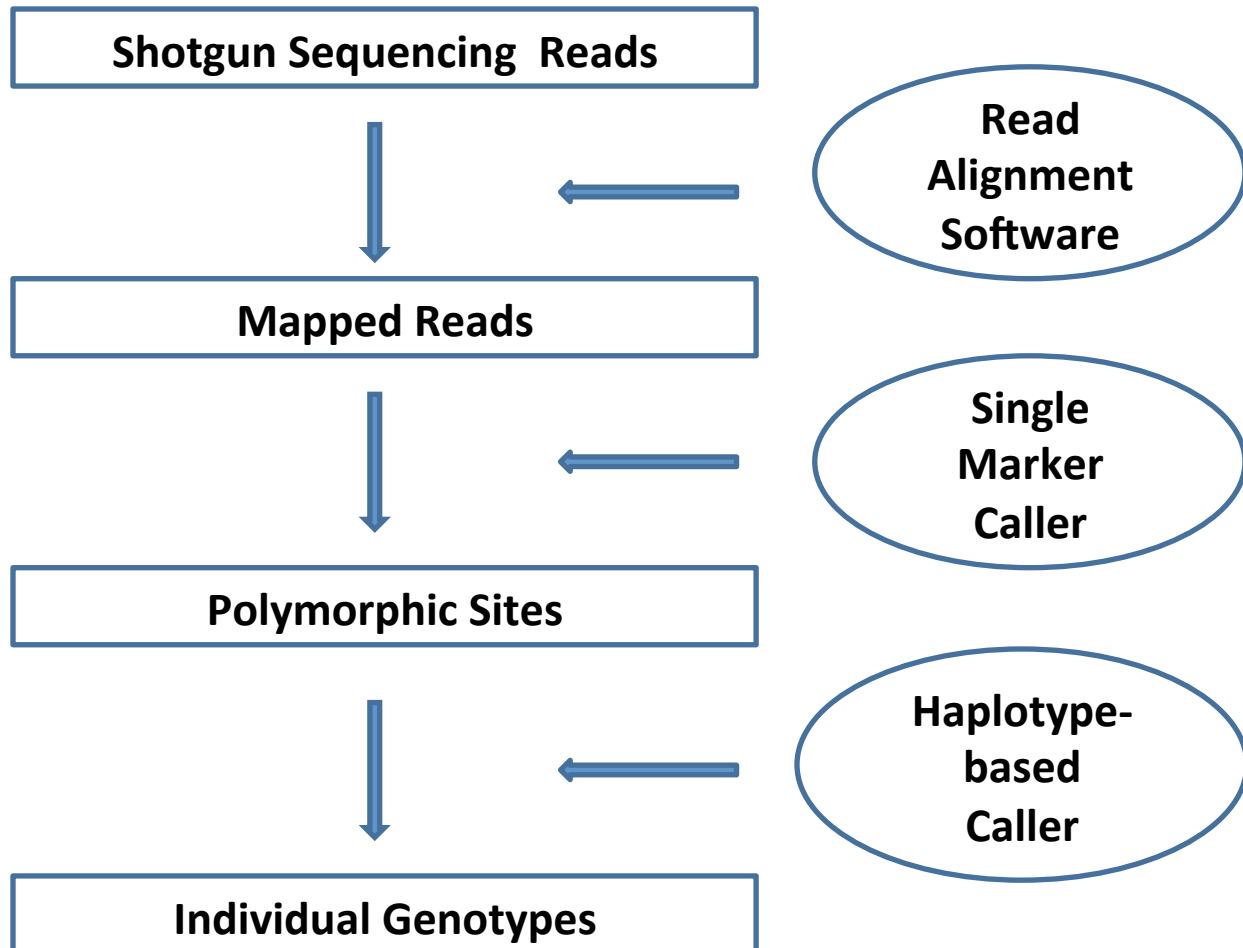 Shotgun Sequencing  Reads
Read
Alignment
Software
Mapped Reads
Single
Marker
Caller
Polymorphic Sites
Haplotype-
based
Caller
Individual Genotypes